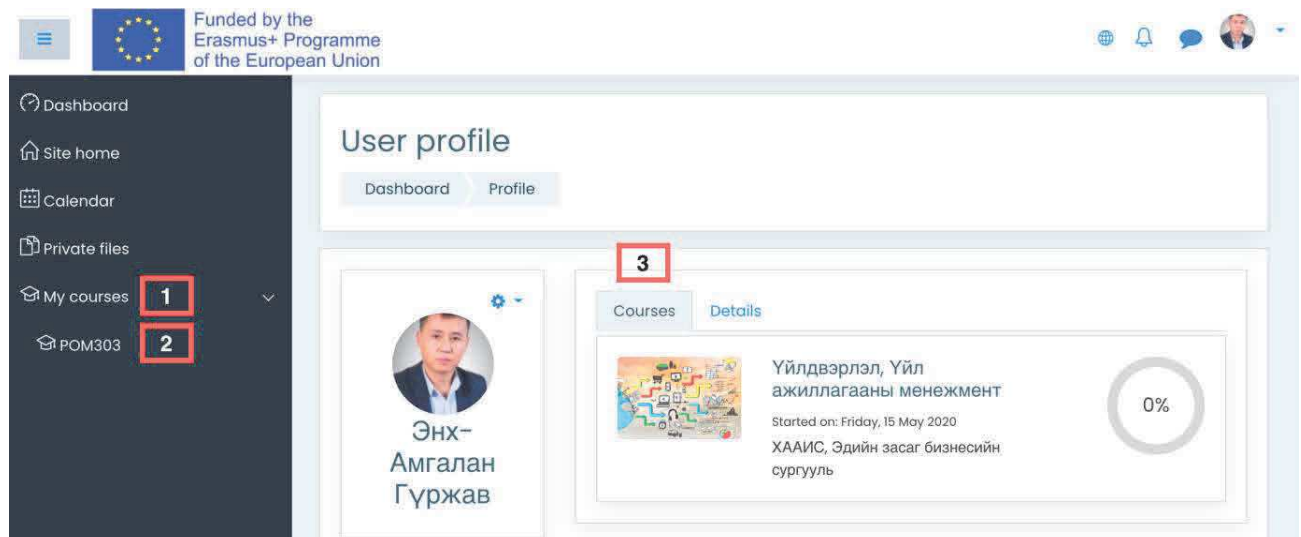 Funded by the
Erasmus+ Programme
of the European Union
Dashboard
Site home
Calendar
Private files
My courses 1
POM303 2
User profile
Dashboard Profile
3
Courses Details
Энх-
Амгалан
Гүржав
Үйлдвэрлэл, Үйл
ажиллагааны менежмент
Started on: Friday, 15 May 2020
ХААИС, Эдийн засаг бизнесийн
сургууль
0%